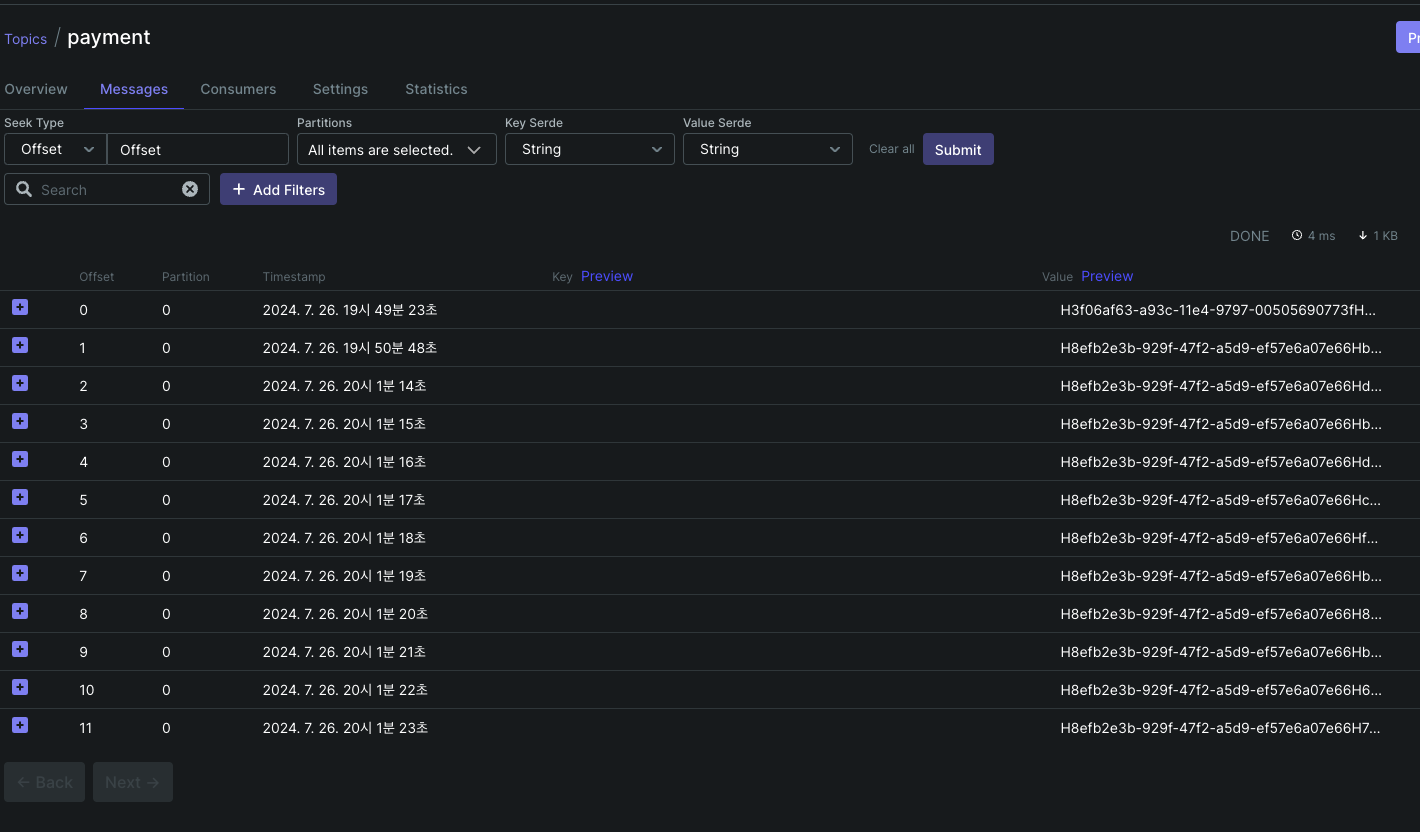 Topics / payment
Pr
Overview Messages Consumers Settings Statistics
Seek Type Partitions Key Serde Value Serde
Offset Offset All items are selected. String String Clear all Submit
Search + Add Filters
DONE 4 ms 1 KB
Offset Partition Timestamp Key Preview Value Preview
0 0 2024. 7. 26. 19시 49분 23초 H3f06af63-a93c-11e4-9797-00505690773fH...
1 0 2024. 7. 26. 19시 50분 48초 H8efb2e3b-929f-47f2-a5d9-ef57e6a07e66Hb...
2 0 2024. 7. 26. 20시 1분 14초 H8efb2e3b-929f-47f2-a5d9-ef57e6a07e66Hd...
3 0 2024. 7. 26. 20시 1분 15초 H8efb2e3b-929f-47f2-a5d9-ef57e6a07e66Hb...
4 0 2024. 7. 26. 20시 1분 16초 H8efb2e3b-929f-47f2-a5d9-ef57e6a07e66Hd...
5 0 2024. 7. 26. 20시 1분 17초 H8efb2e3b-929f-47f2-a5d9-ef57e6a07e66Hc...
6 0 2024. 7. 26. 20시 1분 18초 H8efb2e3b-929f-47f2-a5d9-ef57e6a07e66Hf...
7 0 2024. 7. 26. 20시 1분 19초 H8efb2e3b-929f-47f2-a5d9-ef57e6a07e66Hb...
8 0 2024. 7. 26. 20시 1분 20초 H8efb2e3b-929f-47f2-a5d9-ef57e6a07e66H8...
9 0 2024. 7. 26. 20시 1분 21초 H8efb2e3b-929f-47f2-a5d9-ef57e6a07e66Hb...
10 0 2024. 7. 26. 20시 1분 22초 H8efb2e3b-929f-47f2-a5d9-ef57e6a07e66H6...
11 0 2024. 7. 26. 20시 1분 23초 H8efb2e3b-929f-47f2-a5d9-ef57e6a07e66H7...
← Back Next →